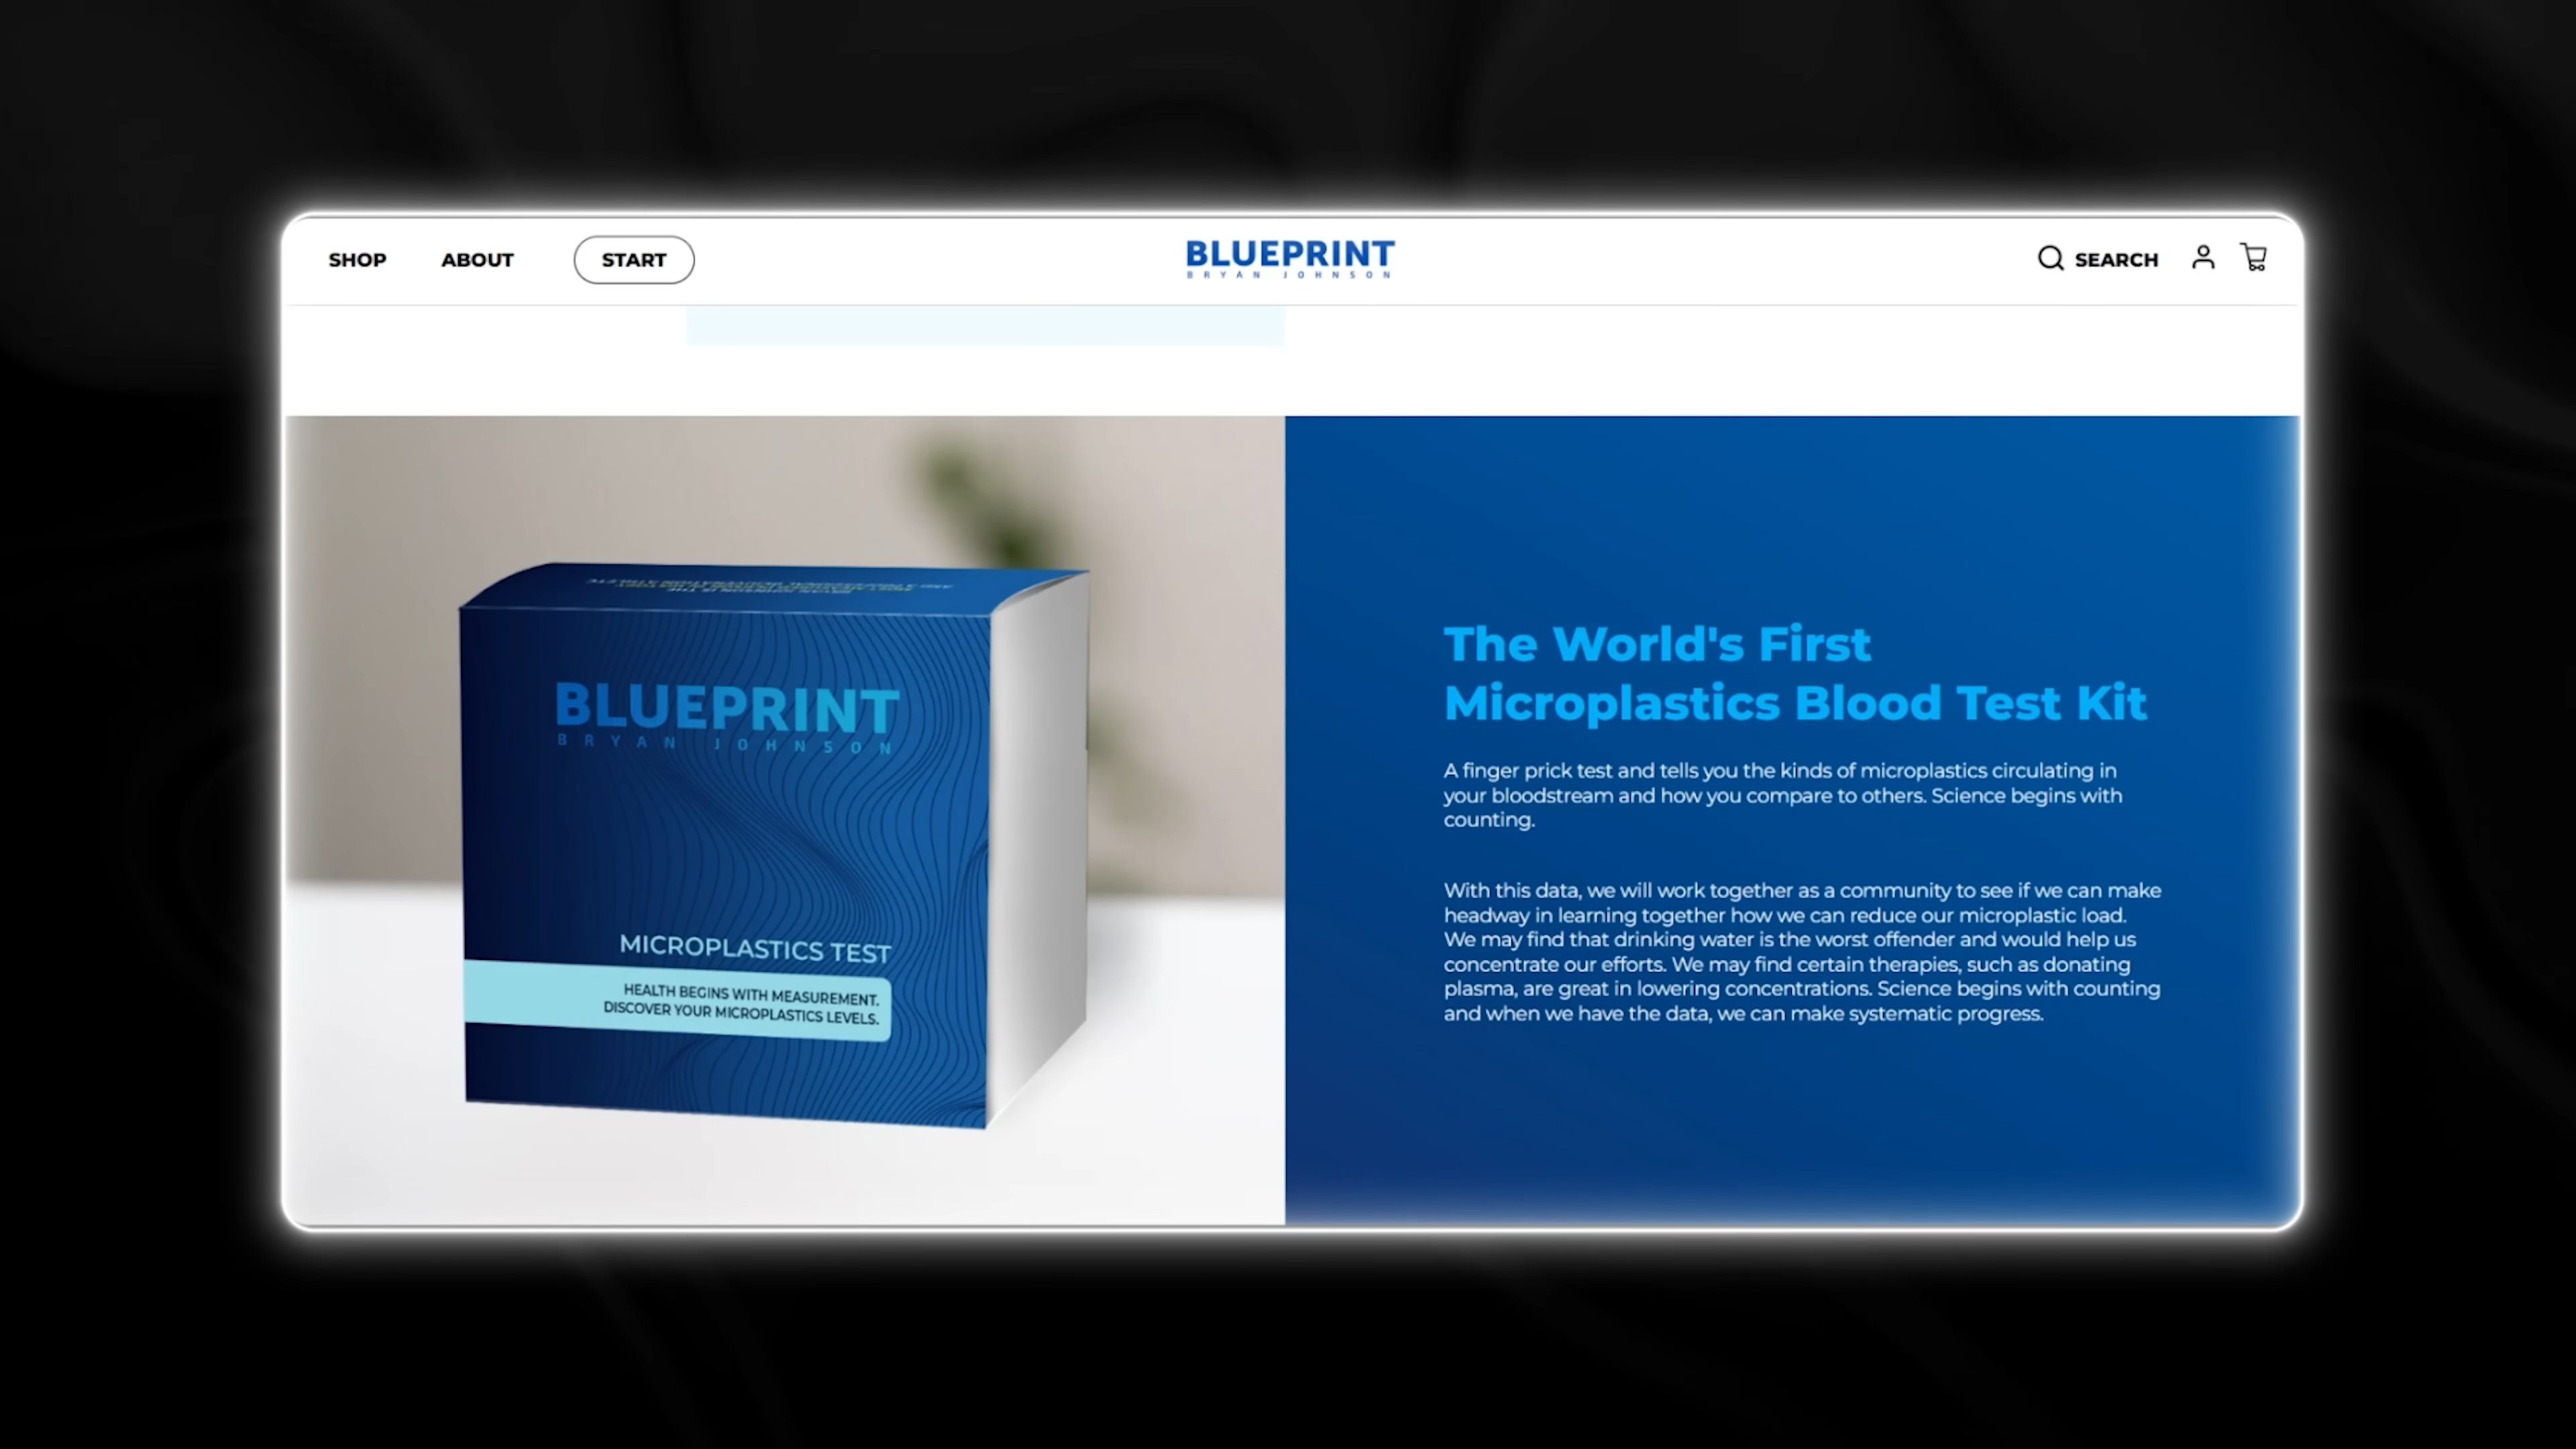 SHOP
ABOUT
START
BLUEPRINT
BRYAN JOHNSON
SEARCH
BLUEPRINT
BRYAN JOHNSON
MICROPLASTICS TEST
HEALTH BEGINS WITH MEASUREMENT.
DISCOVER YOUR MICROPLASTICS LEVELS.
The World's First
Microplastics Blood Test Kit
A finger prick test and tells you the kinds of microplastics circulating in
your bloodstream and how you compare to others. Science begins with
counting.
With this data, we will work together as a community to see if we can make
headway in learning together how we can reduce our microplastic load.
We may find that drinking water is the worst offender and would help us
concentrate our efforts. We may find certain therapies, such as donating
plasma, are great in lowering concentrations. Science begins with counting
and when we have the data, we can make systematic progress.